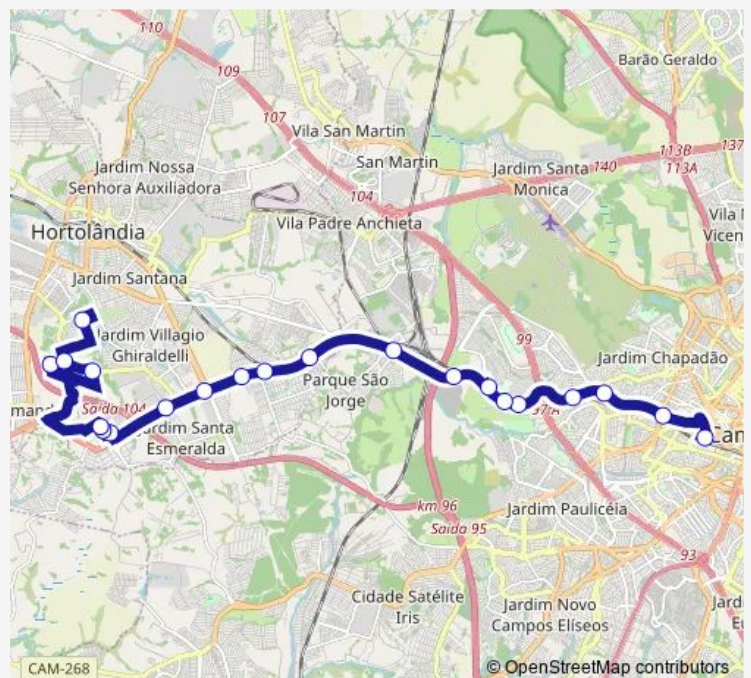 110
Barão Geraldo
109
107
Vila San Martin
113B
137
San Martin
Jardim Nossa
Senhora Auxiliadora
Jardim Santa
Monica
140
113A
104
Vila Padre Anchieta
Hortolândia
Jardim Santana
99
Jardim Villagio
Ghiraldelli
Jardim Chapadão
Parque São
Jorge
Saída 104
97A
Jardim Santa
Esmeralda
km 96
Jardim Paulicéia
Saída 95
93
Cidade Satélite
Iris
Jardim Novo
Campos Elíseos
CAM-268
© OpenStreetMap contributors